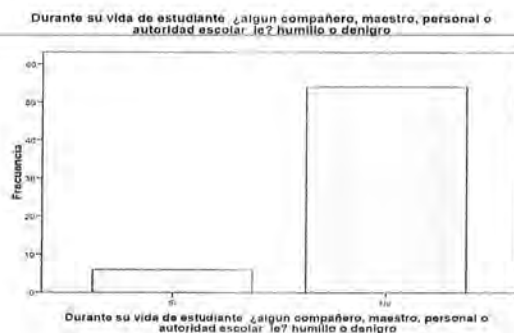 Durante su vida de estudiante ¿algun compañero, maestro, personal o
autoridad escolar le? humillo o denigro
60
50
40
30
20
10
0
Frecuencia
Si
No
Durante su vida de estudiante ¿algun compañero, maestro, personal o
autoridad escolar le? humillo o denigro